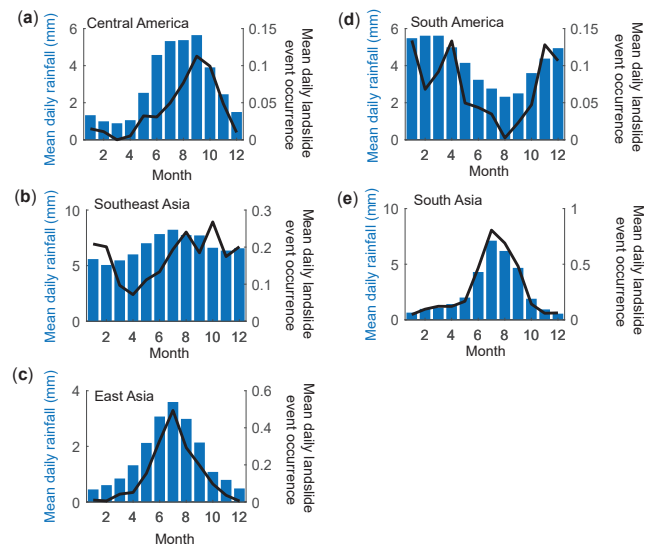 (a)
Central America
Mean daily rainfall (mm)
6
4
2
0
0.15
0.1
0.05
0
Mean daily landslide
event occurrence
2 4 6 8 10 12
Month
(b)
Southeast Asia
Mean daily rainfall (mm)
10
5
0
0.3
0.2
0.1
0
Mean daily landslide
event occurrence
2 4 6 8 10 12
Month
(c)
East Asia
Mean daily rainfall (mm)
4
2
0
0.6
0.4
0.2
0
Mean daily landslide
event occurrence
2 4 6 8 10 12
Month
(d)
South America
Mean daily rainfall (mm)
6
4
2
0
0.15
0.1
0.05
0
Mean daily landslide
event occurrence
2 4 6 8 10 12
Month
(e)
South Asia
Mean daily rainfall (mm)
10
5
0
1
0.5
0
Mean daily landslide
event occurrence
2 4 6 8 10 12
Month